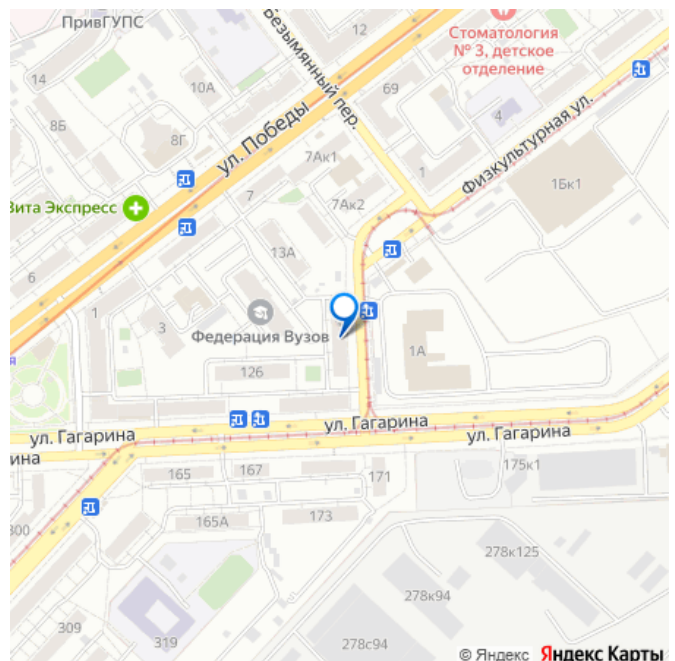 ПривГУПС
Безымянный пер.
12
Стоматология
№ 3, детское
отделение
14
10А
69
4
8Б
8Г
ул. Победы
7Ак1
1
Физкультурная ул.
1Бк1
Вита Экспресс
7
7Ак2
13А
6
1
3
Федерация Вузов
1А
я
126
ул. Гагарина
ул. Гагарина
ул. Гагарина
ина
165
167
171
175к1
300
165А
173
278к125
278к94
309
319
278с94
© Яндекс Яндекс Карты